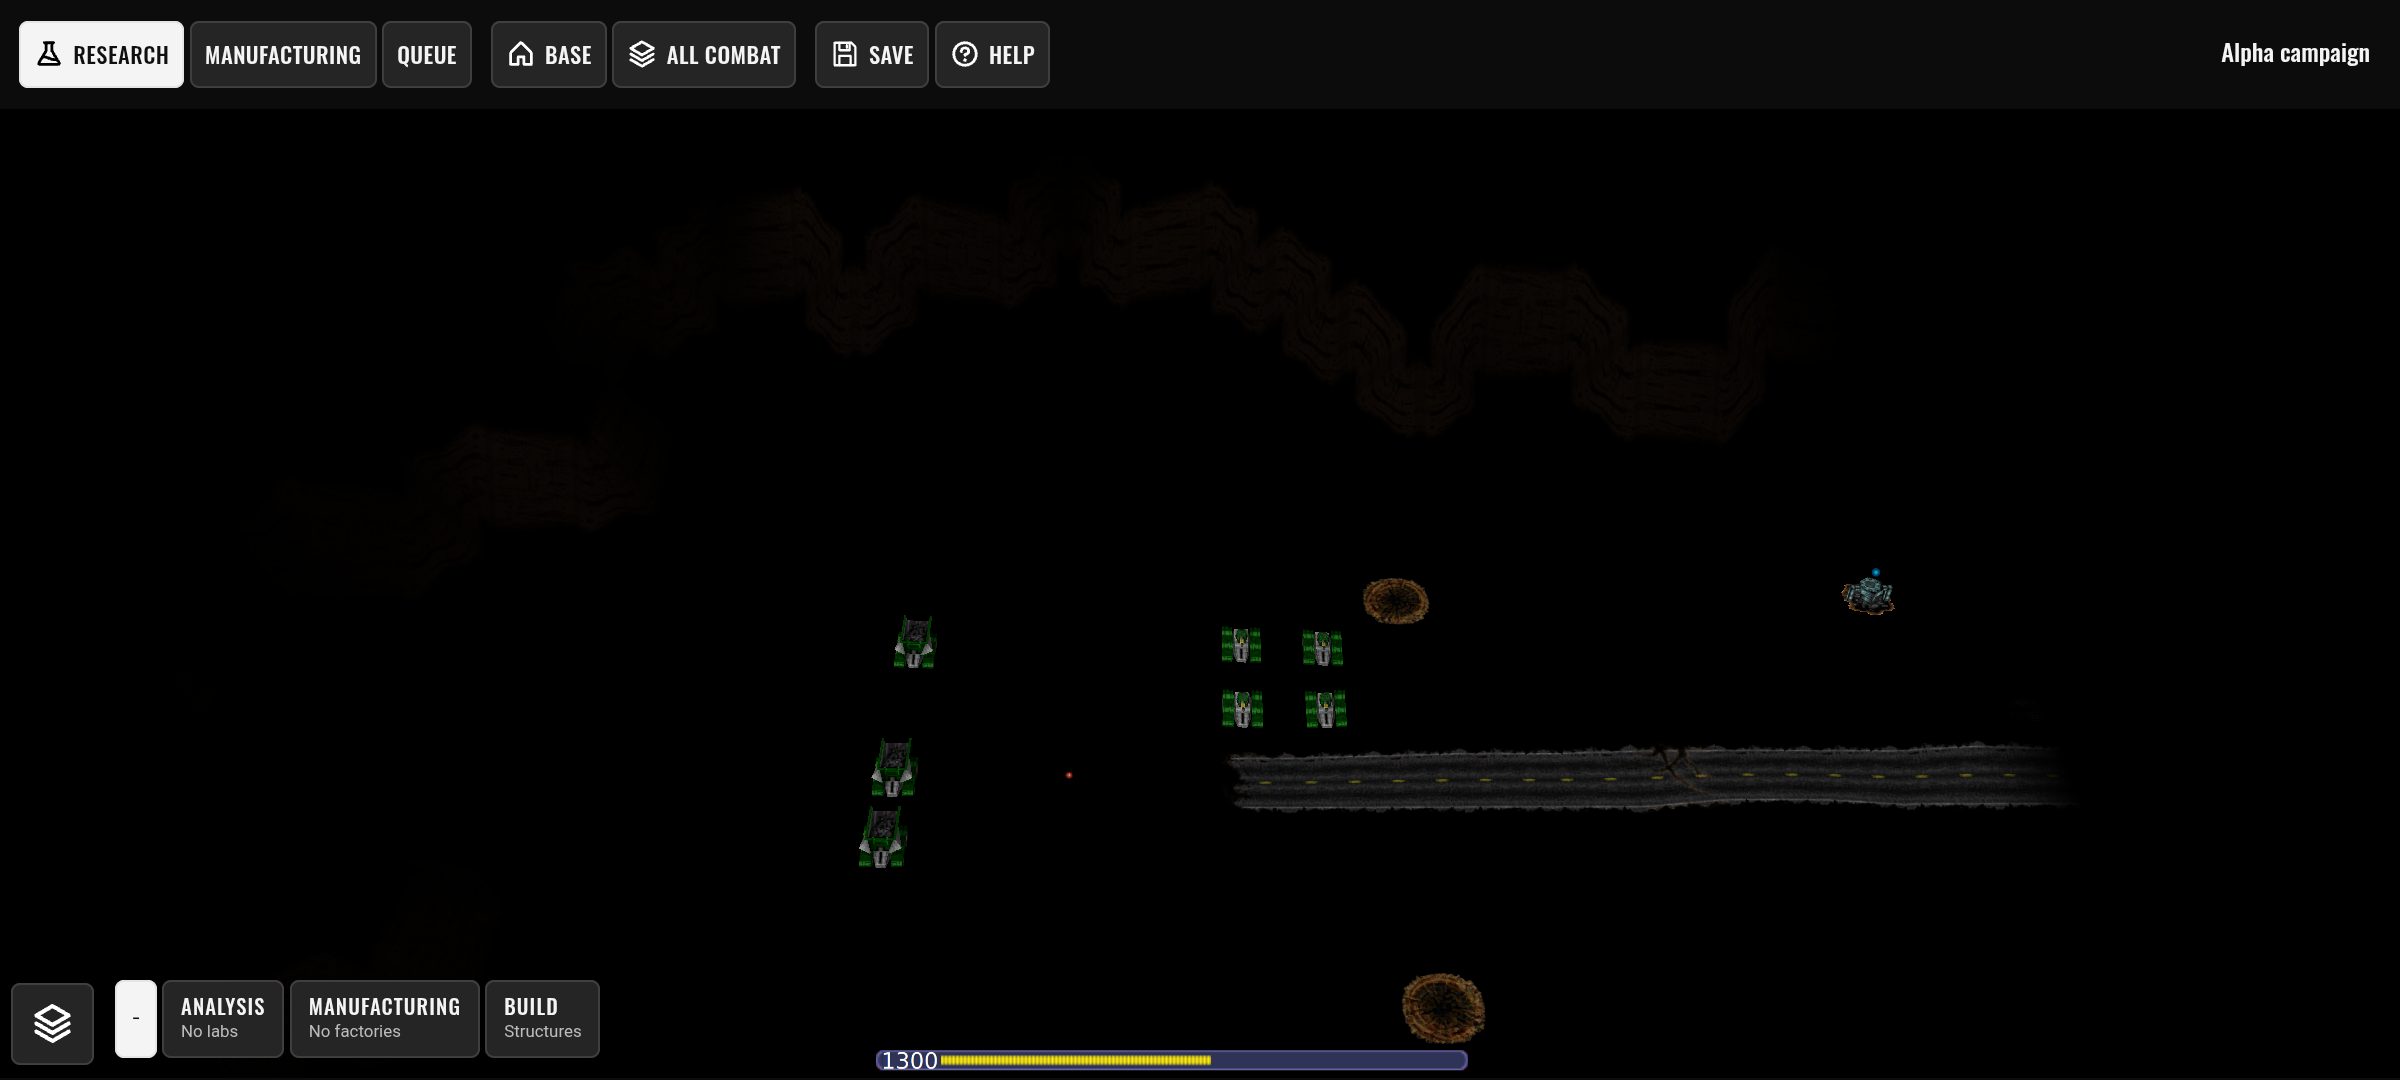 RESEARCH
MANUFACTURING
QUEUE
BASE
ALL COMBAT
SAVE
HELP
Alpha campaign
-
ANALYSIS
No labs
MANUFACTURING
No factories
BUILD
Structures
1300